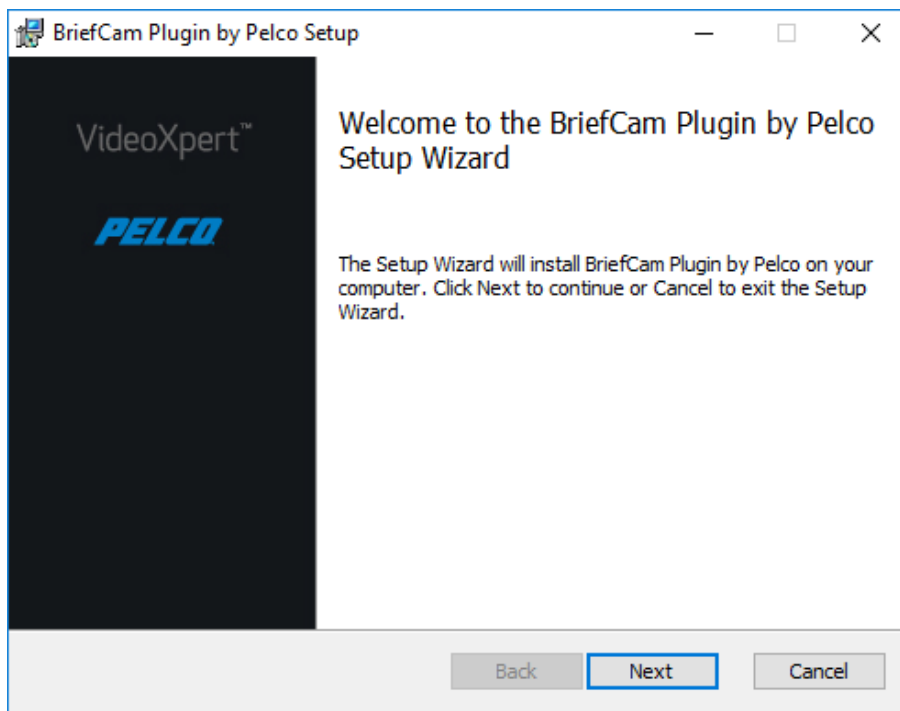 BriefCam Plugin by Pelco Setup
VideoXpert™
PELCO
Welcome to the BriefCam Plugin by Pelco
Setup Wizard
The Setup Wizard will install BriefCam Plugin by Pelco on your
computer. Click Next to continue or Cancel to exit the Setup
Wizard.
Back
Next
Cancel